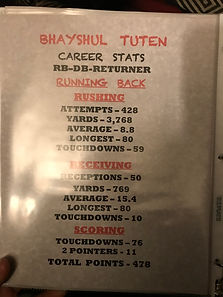 BHAYSHUL TUTEN
CAREER STATS
RB-DB-RETURNER
RUNNING BACK
RUSHING
ATTEMPTS - 428
YARDS - 3,768
AVERAGE - 8.8
LONGEST - 80
TOUCHDOWNS - 59
RECEIVING
RECEPTIONS - 50
YARDS - 769
AVERAGE - 15.4
LONGEST - 80
TOUCHDOWNS - 10
SCORING
TOUCHDOWNS - 76
2 POINTERS - 11
TOTAL POINTS - 478